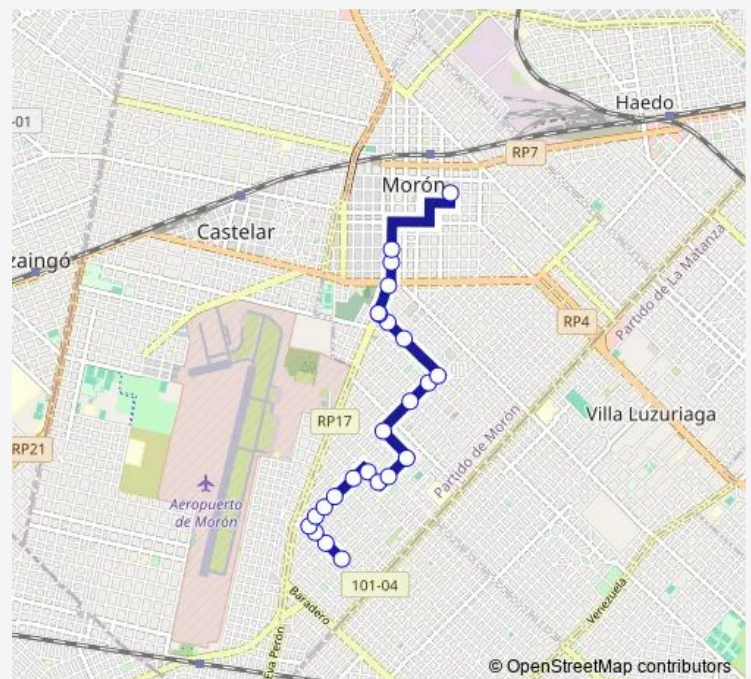 Haedo
-01
RP7
Morón
Castelar
zaingó
Partido de La Matanza
RP4
RP17
Villa Luzuriaga
RP21
Partido de Morón
Aeropuerto
de Morón
101-04
Baradero
Venezuela
Eva Perón
© OpenStreetMap contributors